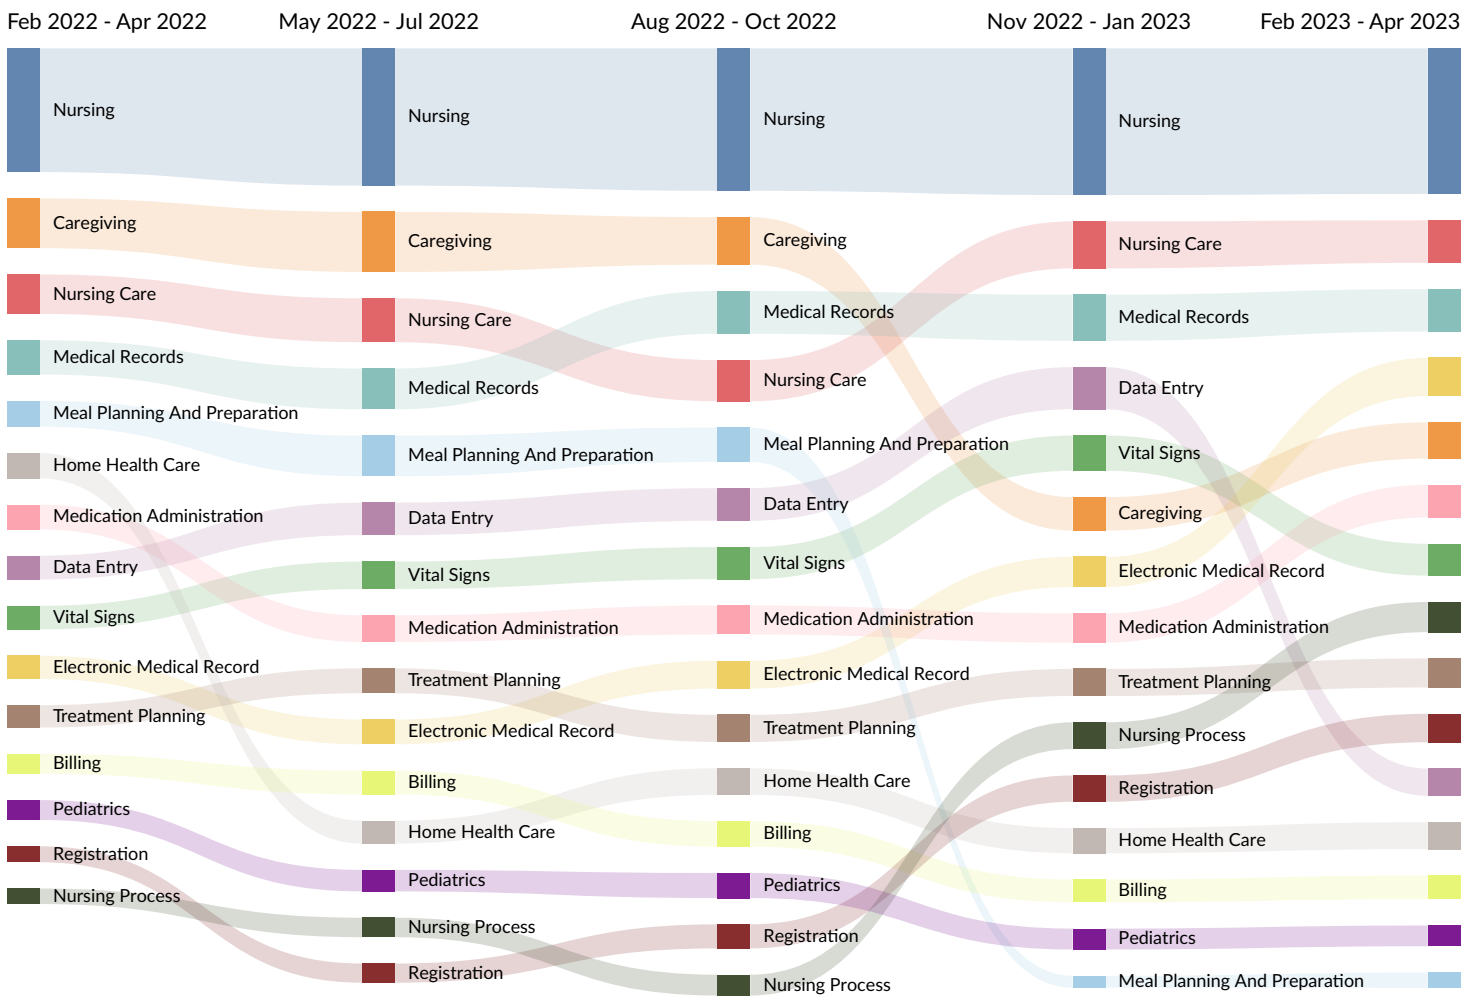 Feb 2022 - Apr 2022
May 2022 - Jul 2022
Aug 2022 - Oct 2022
Nov 2022 - Jan 2023
Feb 2023 - Apr 2023
Nursing
Caregiving
Nursing Care
Medical Records
Meal Planning And Preparation
Home Health Care
Medication Administration
Data Entry
Vital Signs
Electronic Medical Record
Treatment Planning
Billing
Pediatrics
Registration
Nursing Process
Nursing
Caregiving
Nursing Care
Medical Records
Meal Planning And Preparation
Data Entry
Vital Signs
Medication Administration
Treatment Planning
Electronic Medical Record
Billing
Home Health Care
Pediatrics
Nursing Process
Registration
Nursing
Caregiving
Medical Records
Nursing Care
Meal Planning And Preparation
Data Entry
Vital Signs
Medication Administration
Electronic Medical Record
Treatment Planning
Home Health Care
Billing
Pediatrics
Registration
Nursing Process
Nursing
Nursing Care
Medical Records
Data Entry
Vital Signs
Caregiving
Electronic Medical Record
Medication Administration
Treatment Planning
Nursing Process
Registration
Home Health Care
Billing
Pediatrics
Meal Planning And Preparation